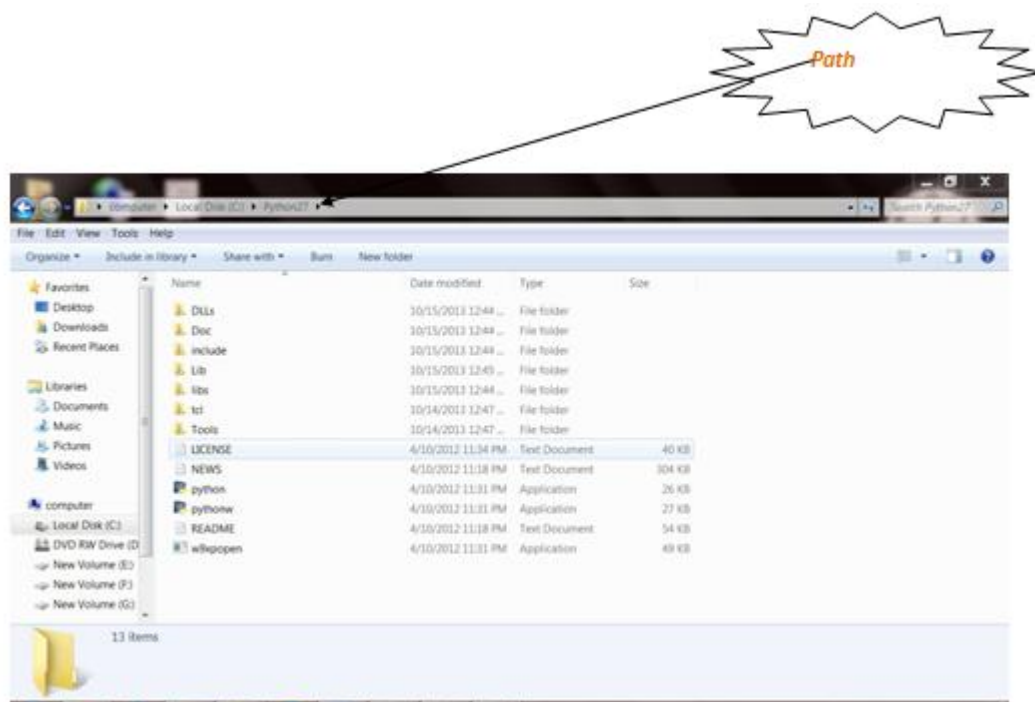 Path
computer Local Disk (C:) Python27 Search Python27
File Edit View Tools Help
Organize Include in library Share with Burn New folder
Name Date modified Type Size
Favorites
Desktop
Downloads
Recent Places
Libraries
Documents
Music
Pictures
Videos
computer
Local Disk (C:)
DVD RW Drive (D
New Volume (E:)
New Volume (F:)
New Volume (G:)
DLLs 10/15/2013 12:44 ... File folder
Doc 10/15/2013 12:44 ... File folder
include 10/15/2013 12:44 ... File folder
Lib 10/15/2013 12:45 ... File folder
libs 10/15/2013 12:44 ... File folder
tcl 10/14/2013 12:47 ... File folder
Tools 10/14/2013 12:47 ... File folder
LICENSE 4/10/2012 11:34 PM Text Document 40 KB
NEWS 4/10/2012 11:18 PM Text Document 304 KB
python 4/10/2012 11:31 PM Application 26 KB
pythonw 4/10/2012 11:31 PM Application 27 KB
README 4/10/2012 11:18 PM Text Document 54 KB
w9xpopen 4/10/2012 11:31 PM Application 49 KB
13 items